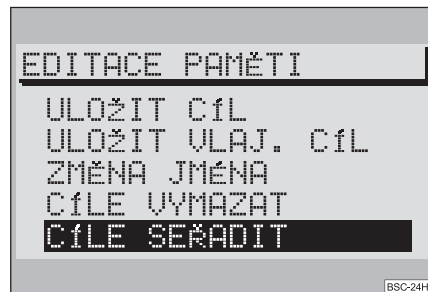 EDITACE PAMĚTI
ULOŽIT CÍL
ULOŽIT VLAJ. CÍL
ZMĚNA JMÉNA
CÍLE VYMAZAT
CÍLE SEŘADIT
BSC-24H